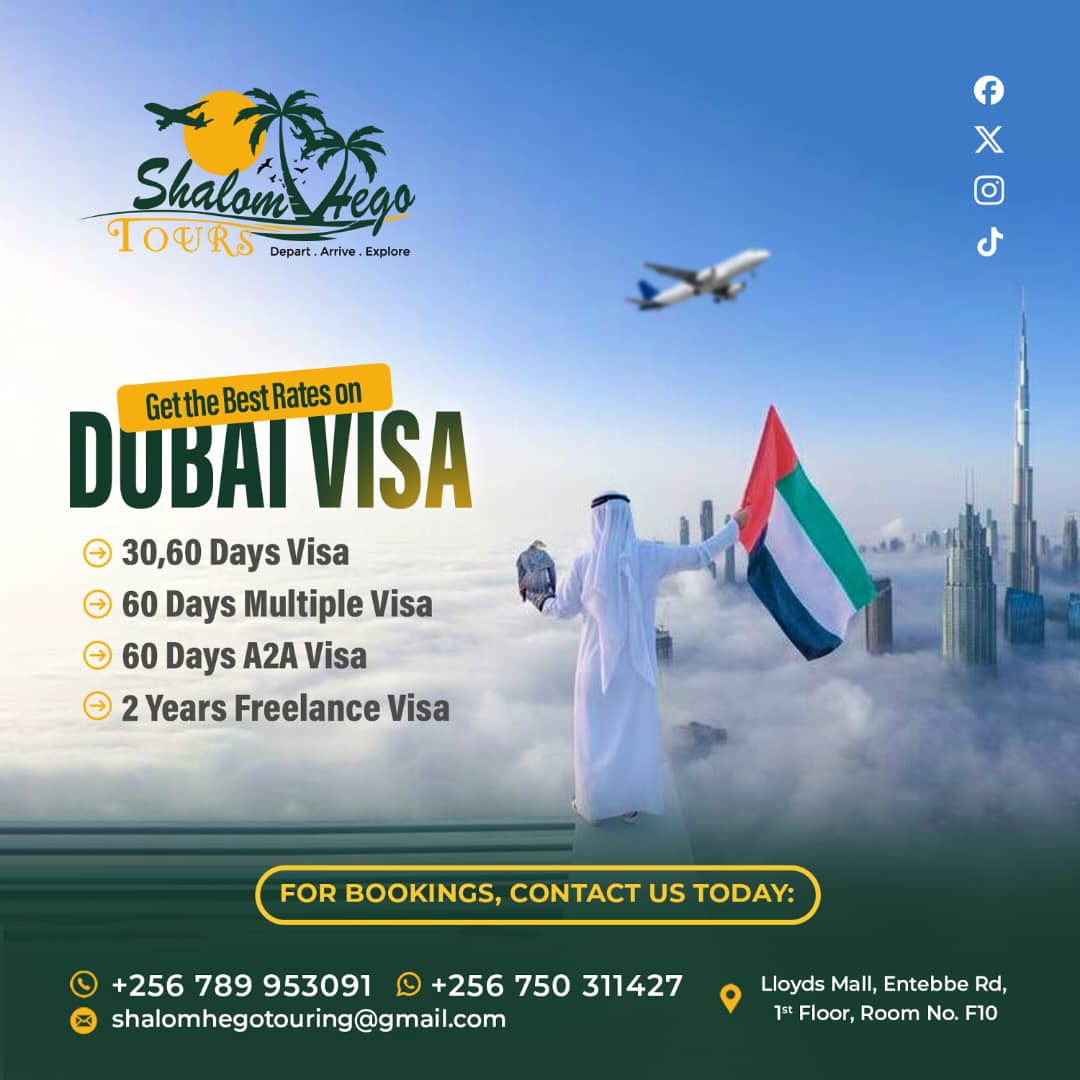 Shalom Hego
TOURS
Depart . Arrive . Explore
Get the Best Rates on
DUBAI VISA
30,60 Days Visa
60 Days Multiple Visa
60 Days A2A Visa
2 Years Freelance Visa
FOR BOOKINGS, CONTACT US TODAY:
+256 789 953091
+256 750 311427
shalomhegotouring@gmail.com
Lloyds Mall, Entebbe Rd,
1st Floor, Room No. F10